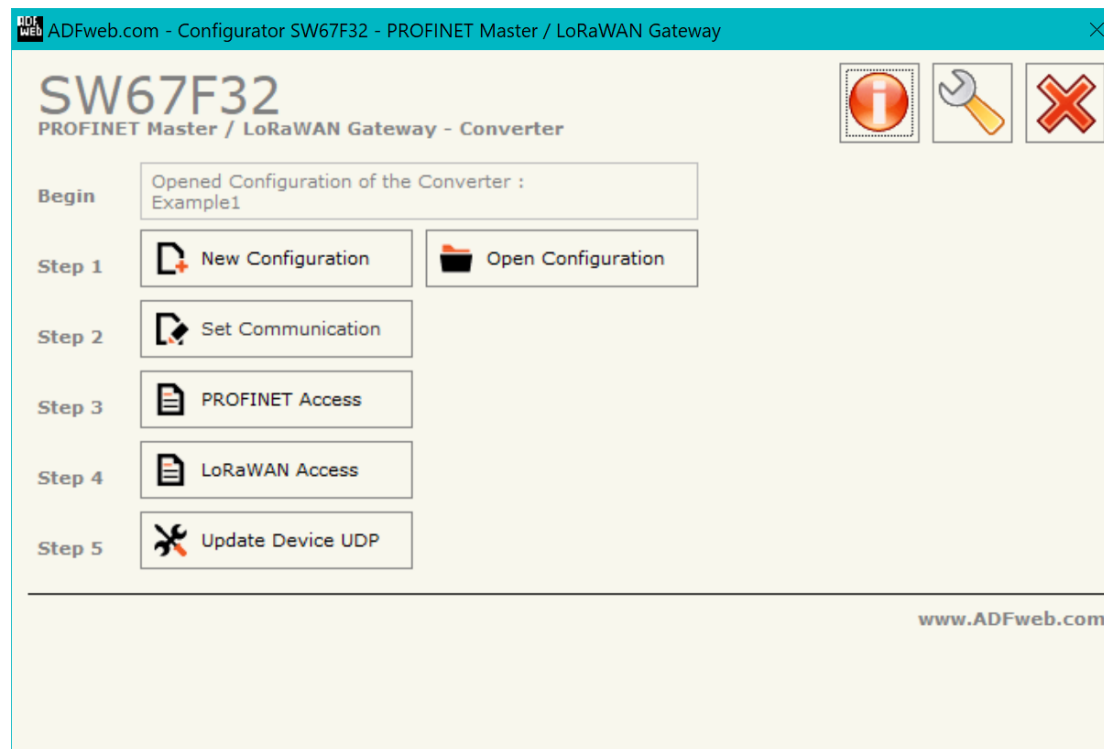 ADF WEB ADFweb.com - Configurator SW67F32 - PROFINET Master / LoRaWAN Gateway
SW67F32
PROFINET Master / LoRaWAN Gateway - Converter
Begin
Opened Configuration of the Converter :
Example1
Step 1 New Configuration Open Configuration
Step 2 Set Communication
Step 3 PROFINET Access
Step 4 LoRaWAN Access
Step 5 Update Device UDP
www.ADFweb.com